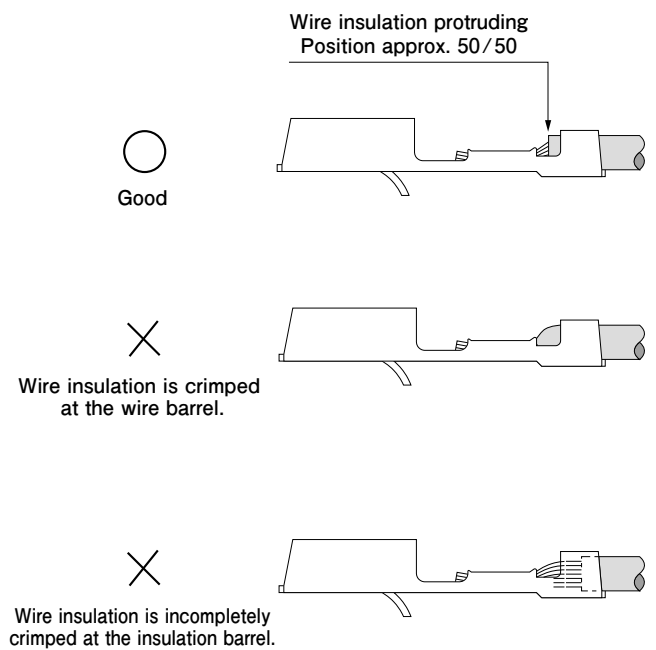 Wire insulation protruding
Position approx. 50/50
Good
Wire insulation is crimped
at the wire barrel.
Wire insulation is incompletely
crimped at the insulation barrel.